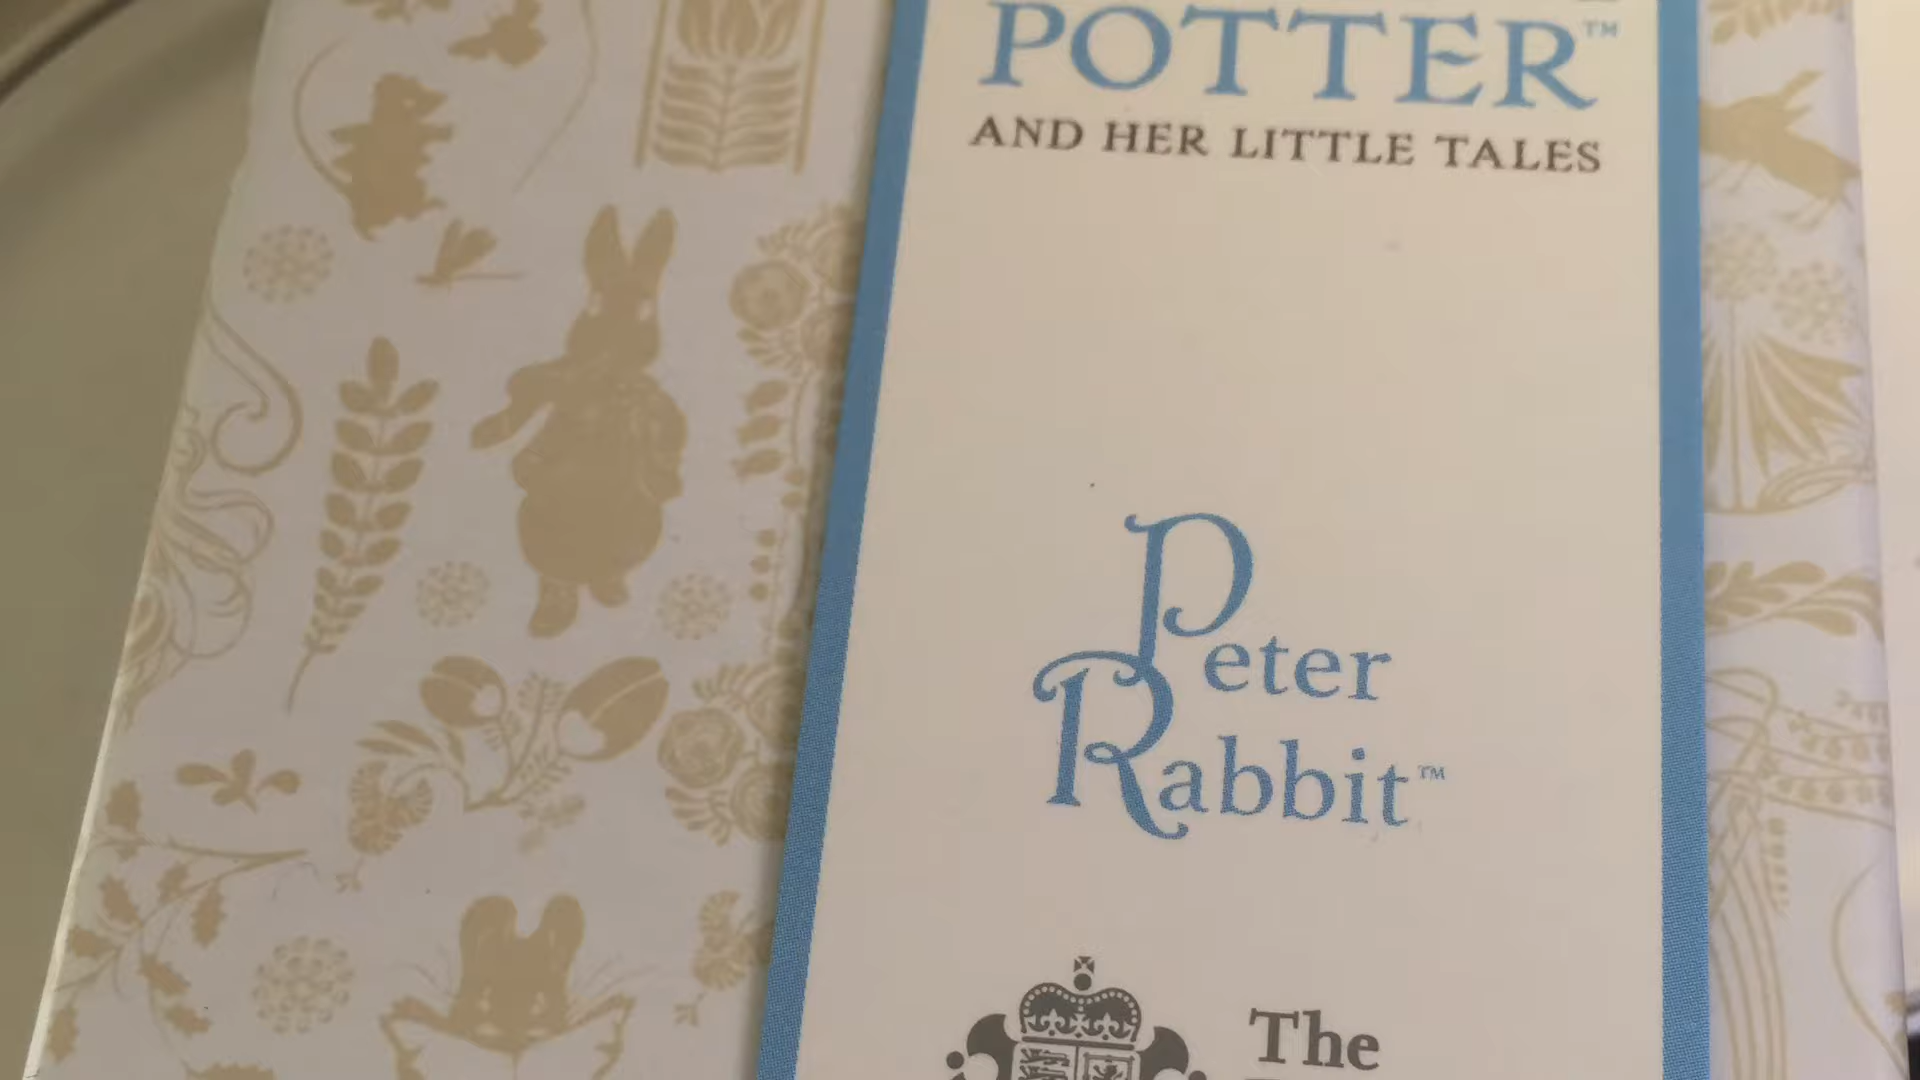 POTTER™
AND HER LITTLE TALES
Peter
Rabbit™
The